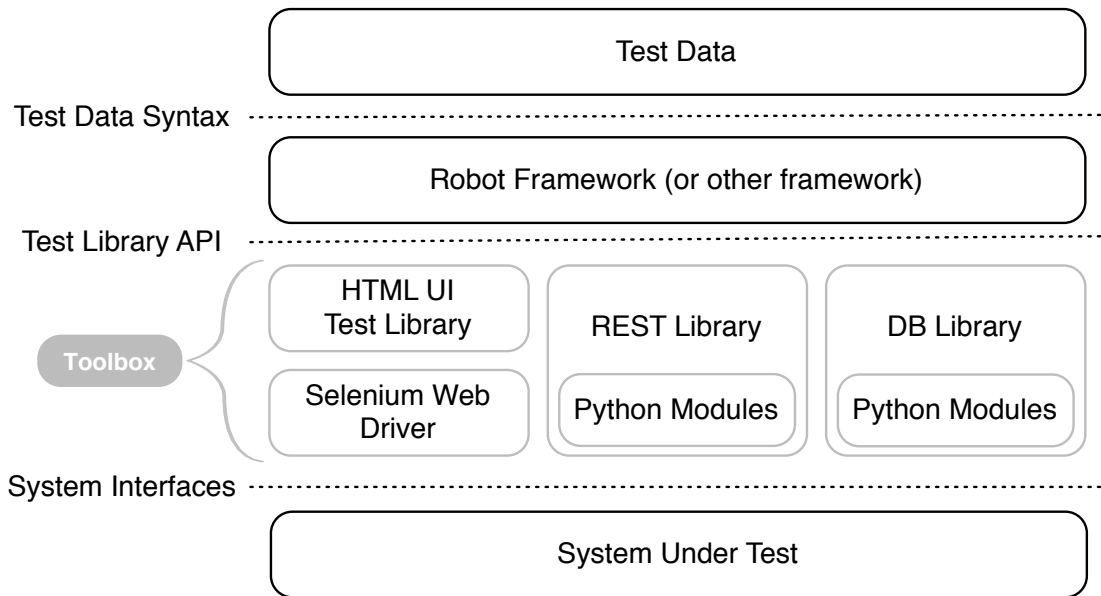 Test Data
Test Data Syntax
Robot Framework (or other framework)
Test Library API
HTML UI
Test Library
REST Library
DB Library
Toolbox
Selenium Web
Driver
Python Modules
Python Modules
System Interfaces
System Under Test